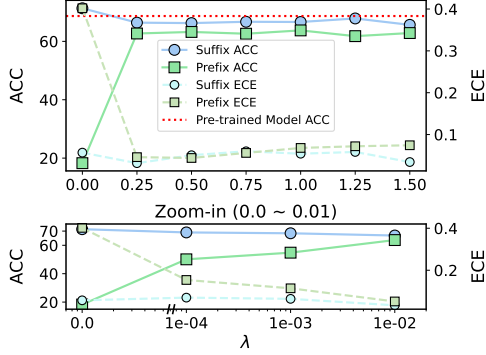 ACC
60
40
20
0.4
0.3
0.2
0.1
ECE
Suffix ACC
Prefix ACC
Suffix ECE
Prefix ECE
Pre-trained Model ACC
0.00 0.25 0.50 0.75 1.00 1.25 1.50
Zoom-in (0.0 ~ 0.01)
ACC
70
60
40
20
0.4
0.2
ECE
0.0 1e-04 1e-03 1e-02
λ